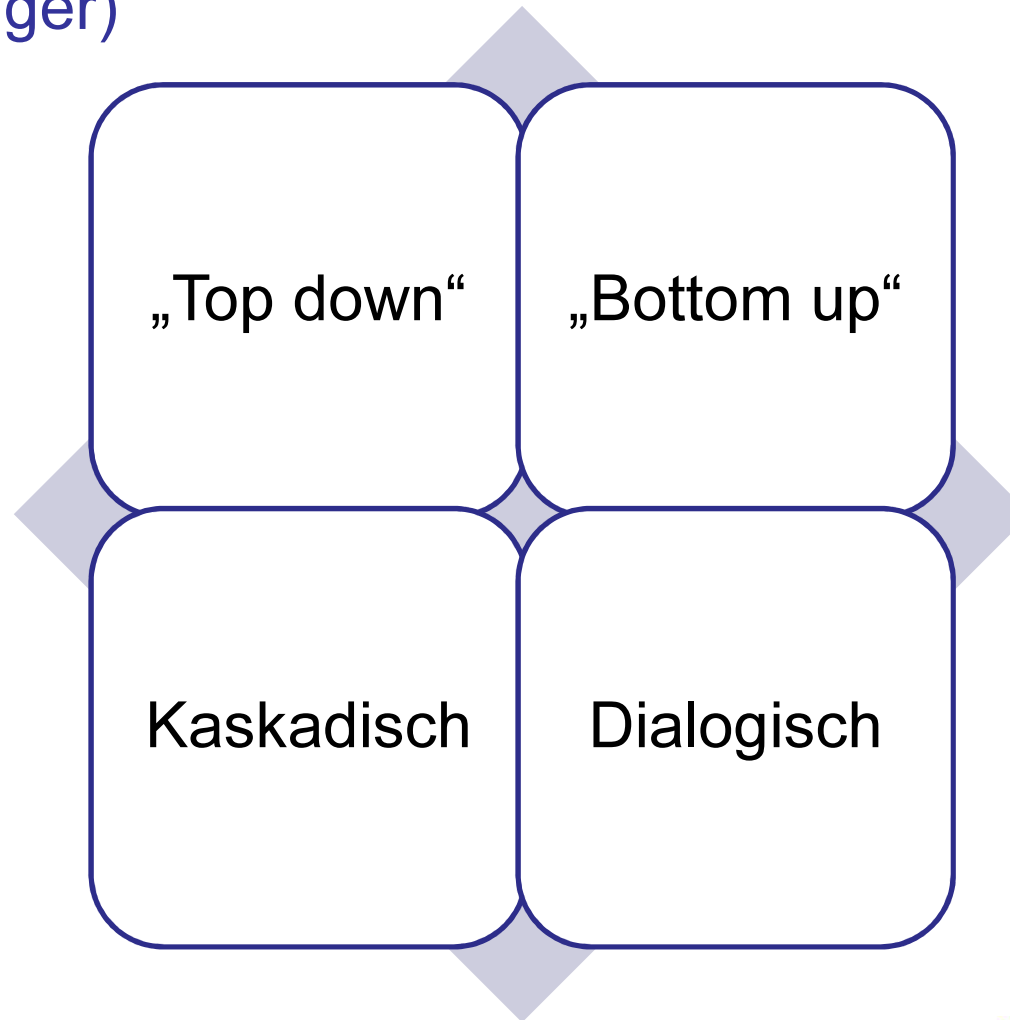 ger)
„Top down“
„Bottom up“
Kaskadisch
Dialogisch